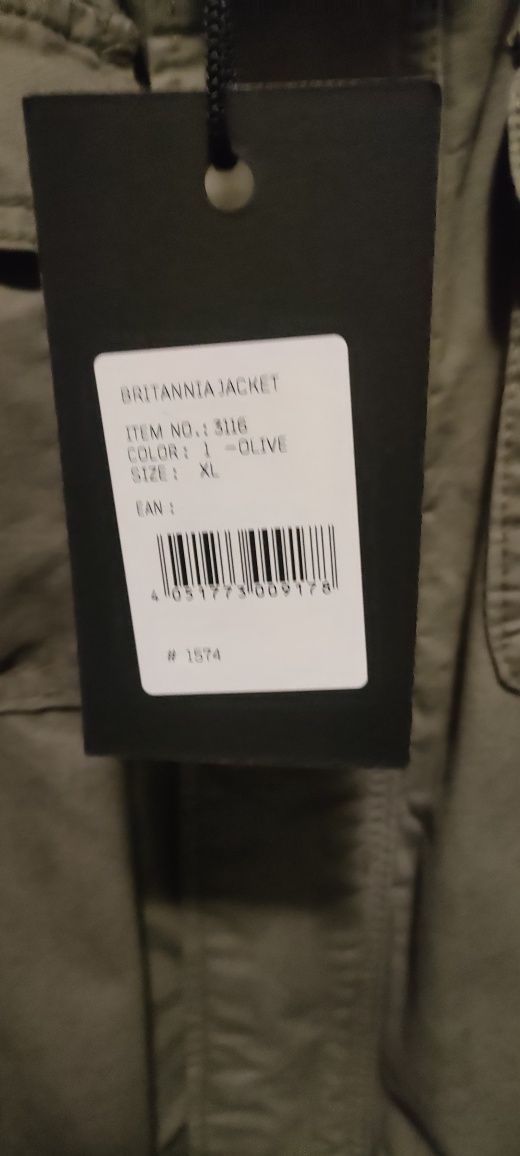 BRITANNIA JACKET
ITEM NO.: 3116
COLOR: 1 -OLIVE
SIZE: XL
EAN :
4 051773 009178
# 1574